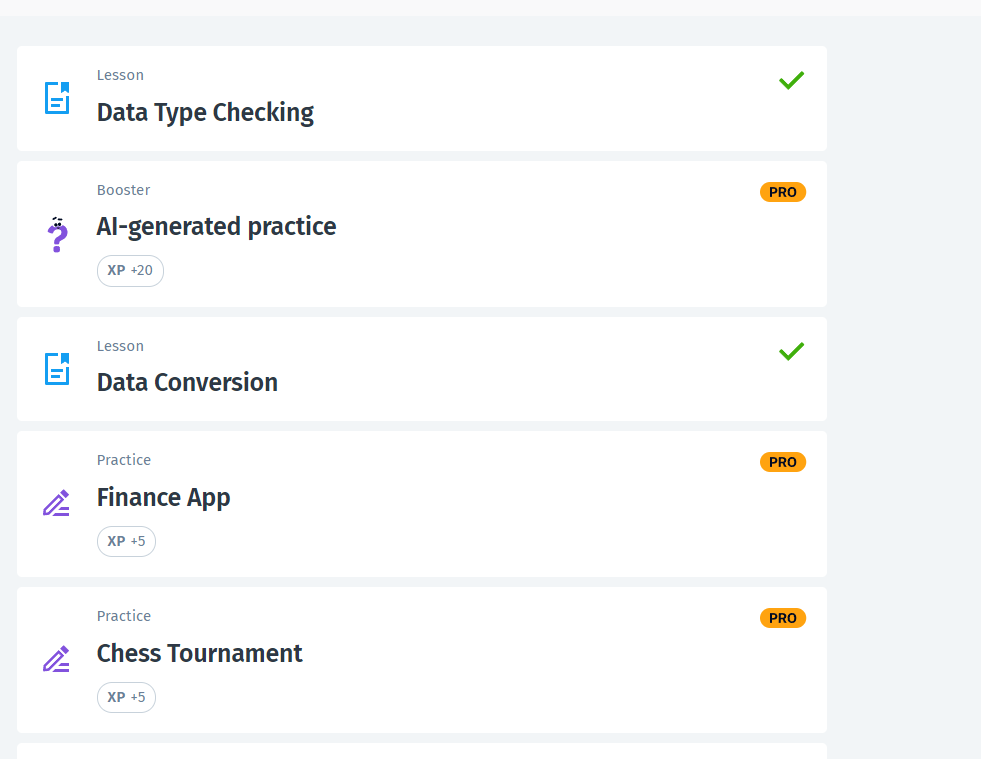 Lesson
Data Type Checking
Booster
PRO
AI-generated practice
XP +20
Lesson
Data Conversion
Practice
PRO
Finance App
XP +5
Practice
PRO
Chess Tournament
XP +5